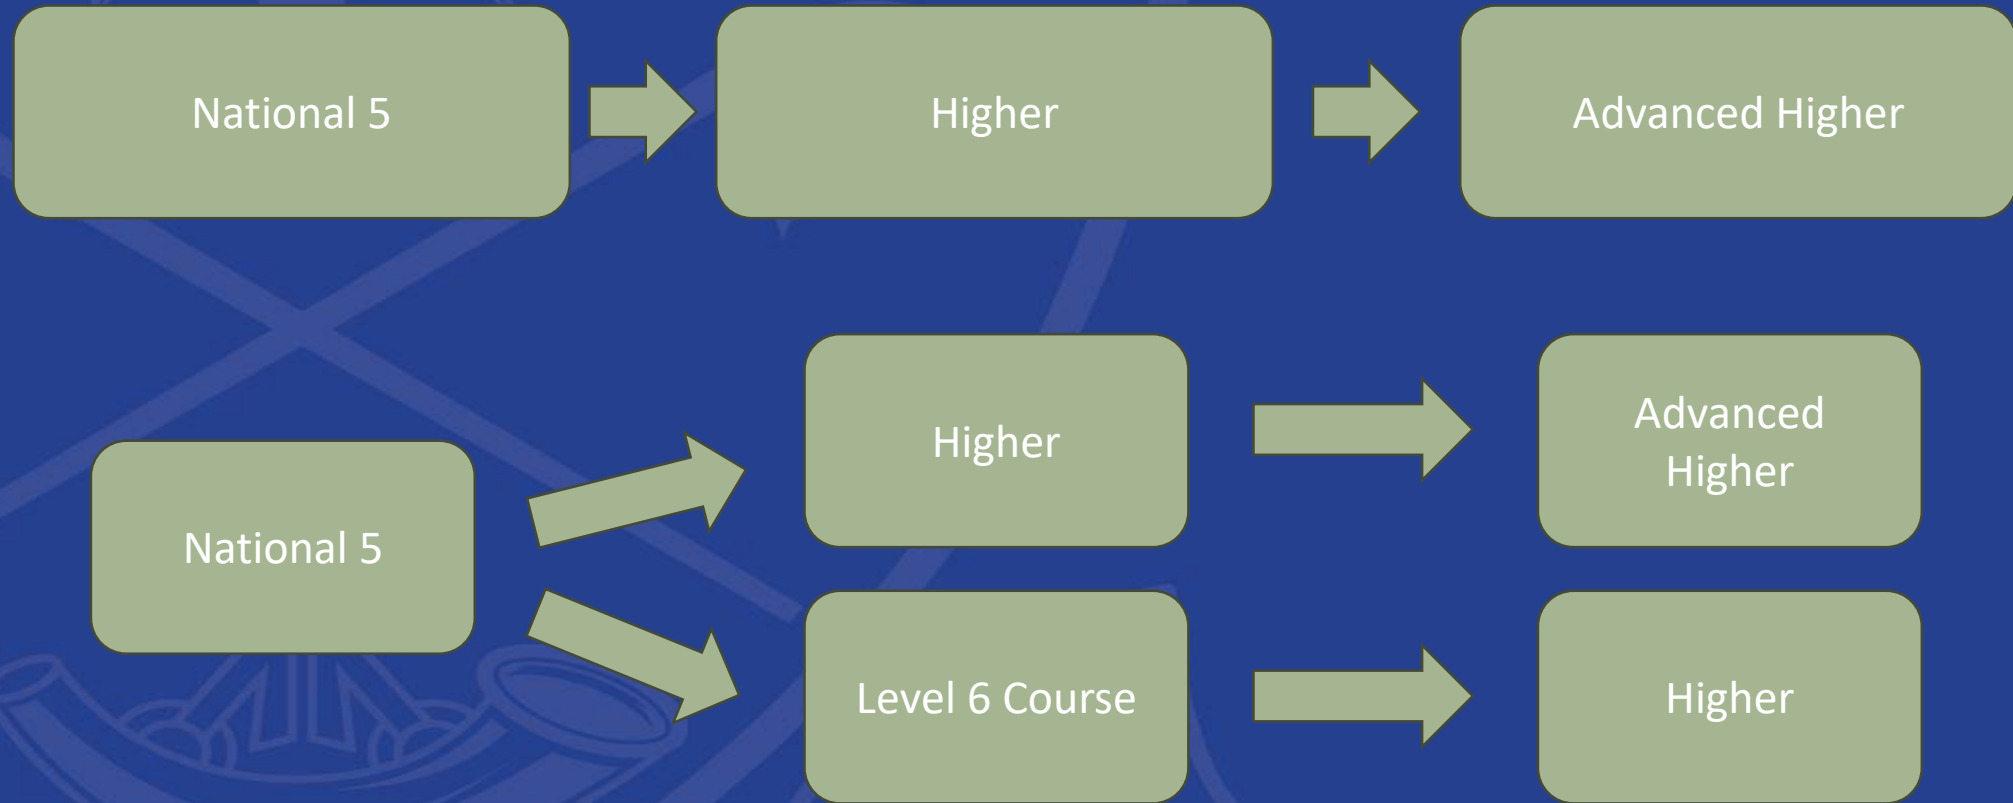 National 5
Higher
Advanced Higher
National 5
Higher
Advanced
Higher
Level 6 Course
Higher